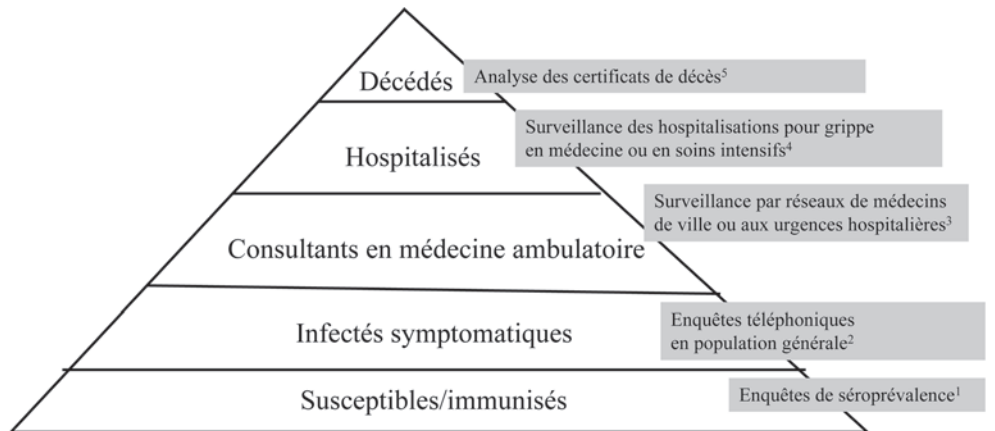 Décédés
Analyse des certificats de décès⁵
Surveillance des hospitalisations pour grippe
en médecine ou en soins intensifs⁴
Hospitalisés
Surveillance par réseaux de médecins
de ville ou aux urgences hospitalières³
Consultants en médecine ambulatoire
Enquêtes téléphoniques
en population générale²
Infectés symptomatiques
Enquêtes de séroprévalence¹
Susceptibles/immunisés